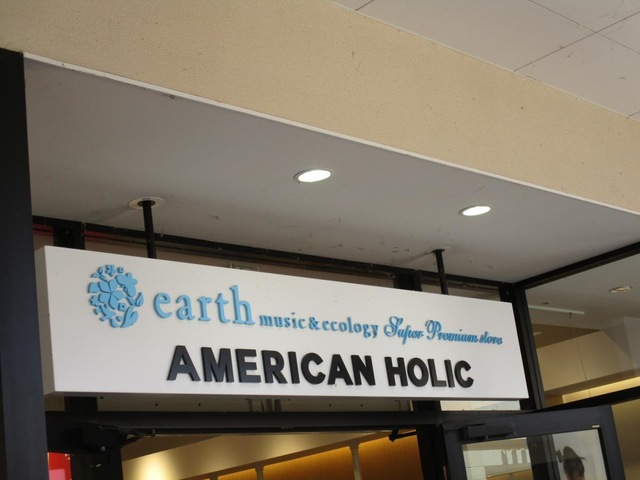 earth music & ecology Super Premium store
AMERICAN HOLIC